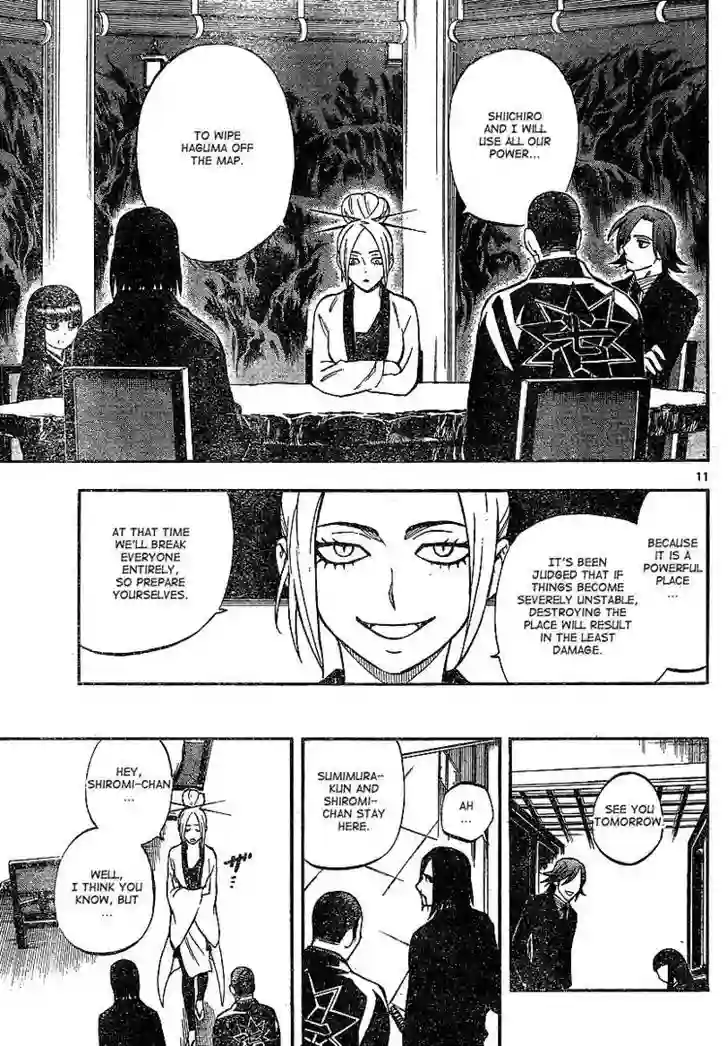 SHIICHIRO
AND I WILL
USE ALL OUR
POWER...
TO WIPE
HAGUMA OFF
THE MAP.
七
11
BECAUSE
IT IS A
POWERFUL
PLACE
...
IT'S BEEN
JUDGED THAT IF
THINGS BECOME
SEVERELY UNSTABLE,
DESTROYING THE
PLACE WILL RESULT
IN THE LEAST
DAMAGE.
AT THAT TIME
WE'LL BREAK
EVERYONE
ENTIRELY,
SO PREPARE
YOURSELVES.
SEE YOU
TOMORROW.
AH
...
SUMIMURA-
KUN AND
SHIROMI-
CHAN STAY
HERE.
HEY,
SHIROMI-CHAN
...
WELL,
I THINK YOU
KNOW, BUT
...